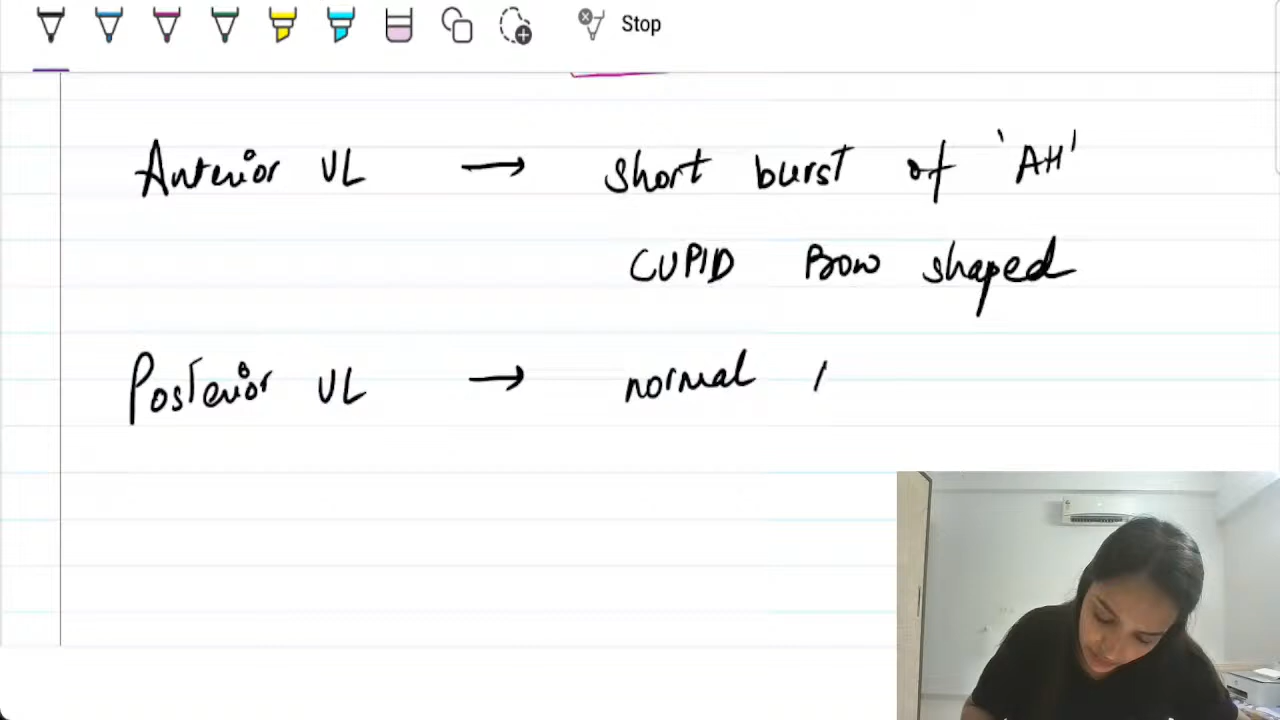 Stop
Anterior VL → short burst of 'AH'
CUPID Bow shaped
Posterior VL → normal